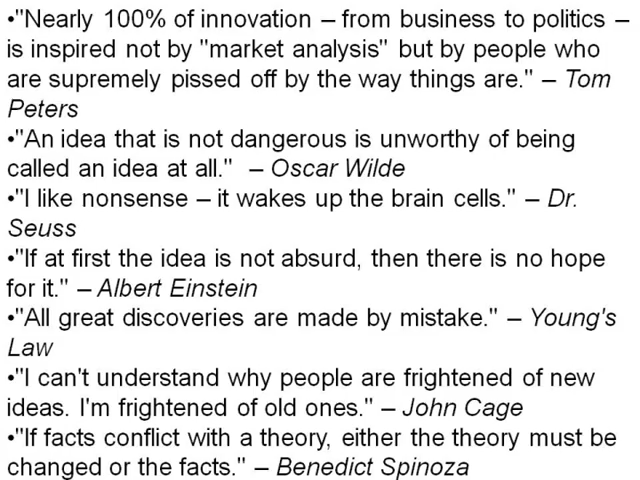 •"Nearly 100% of innovation – from business to politics –
is inspired not by "market analysis" but by people who
are supremely pissed off by the way things are." – Tom
Peters
•"An idea that is not dangerous is unworthy of being
called an idea at all."  – Oscar Wilde
•"I like nonsense – it wakes up the brain cells." – Dr.
Seuss
•"If at first the idea is not absurd, then there is no hope
for it." – Albert Einstein
•"All great discoveries are made by mistake." – Young's
Law
•"I can't understand why people are frightened of new
ideas. I'm frightened of old ones." – John Cage
•"If facts conflict with a theory, either the theory must be
changed or the facts." – Benedict Spinoza